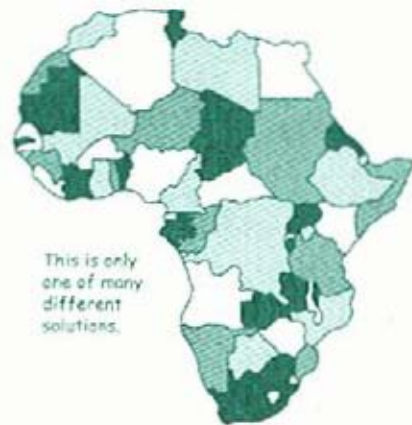 This is only
one of many
different
solutions.